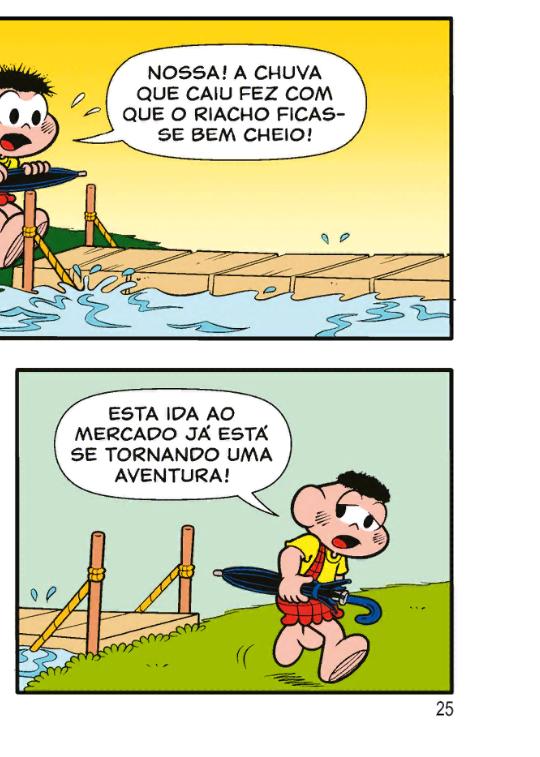 NOSSA! A CHUVA
QUE CAIU FEZ COM
QUE O RIACHO FICAS-
SE BEM CHEIO!
ESTA IDA AO
MERCADO JÁ ESTÁ
SE TORNANDO UMA
AVENTURA!
25